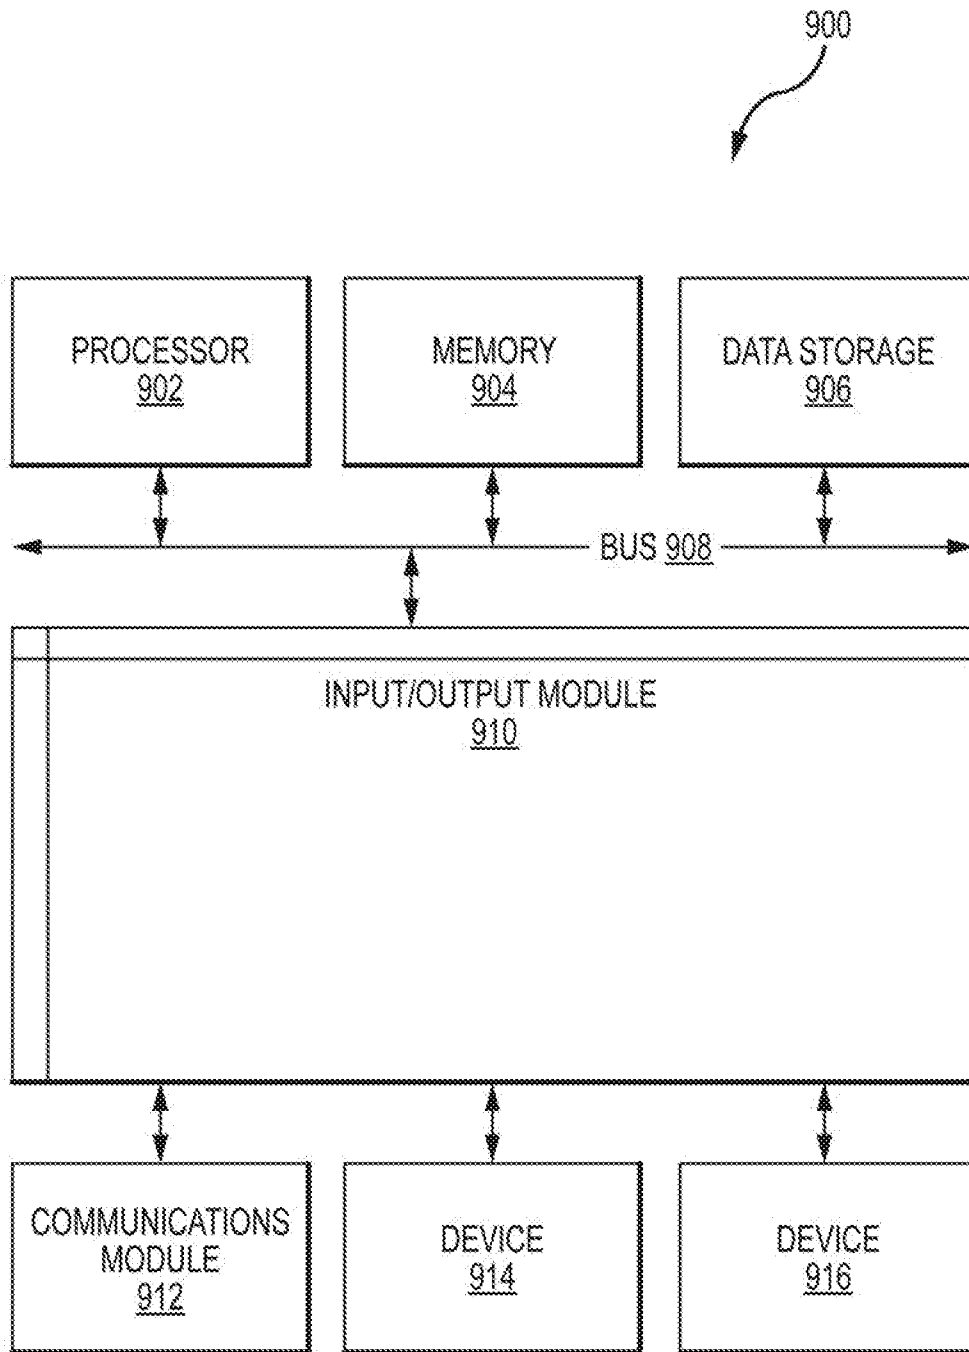 900
PROCESSOR
902
MEMORY
904
DATA STORAGE
906
BUS 908
INPUT/OUTPUT MODULE
910
COMMUNICATIONS
MODULE
912
DEVICE
914
DEVICE
916